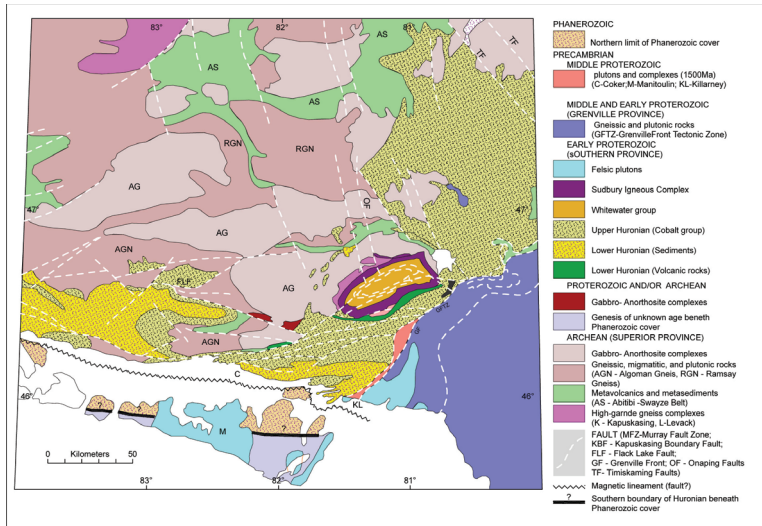 83°
82°
81°
AS
AS
TF
TF
AS
RGN
RGN
AG
OF
47°
47°
AG
AGN
FLF
AG
GFTZ
AGN
C
46°
46°
KL
?
?
?
M
0
Kilometers
50
83°
82°
81°
PHANEROZOIC
Northern limit of Phanerozoic cover
PRECAMBRIAN
MIDDLE PROTEROZOIC
plutons and complexes (1500Ma)
(C-Coker;M-Manitoulin; KL-Killarney)
MIDDLE AND EARLY PROTEROZOIC
(GRENVILLE PROVINCE)
Gneissic and plutonic rocks
(GFTZ-GrenvilleFront Tectonic Zone)
EARLY PROTEROZOIC
(sOUTHERN PROVINCE)
Felsic plutons
Sudbury Igneous Complex
Whitewater group
Upper Huronian (Cobalt group)
Lower Huronian (Sediments)
Lower Huronian (Volcanic rocks)
PROTEROZOIC AND/OR ARCHEAN
Gabbro- Anorthosite complexes
Genesis of unknown age beneth
Phanerozoic cover
ARCHEAN (SUPERIOR PROVINCE)
Gabbro- Anorthosite complexes
Gneissic, migmatitic, and plutonic rocks
(AGN - Algoman Gneis, RGN - Ramsay
Gneiss)
Metavolcanics and metasediments
(AS - Abitibi -Swayze Belt)
High-garnde gneiss complexes
(K - Kapuskasing, L-Levack)
FAULT (MFZ-Murray Fault Zone;
KBF - Kapuskasing Boundary Fault;
FLF - Flack Lake Fault;
GF - Grenville Front; OF - Onaping Faults
TF- Timiskaming Faults)
Magnetic lineament (fault?)
?
Southern boundary of Huronian beneath
Phanerozoic cover